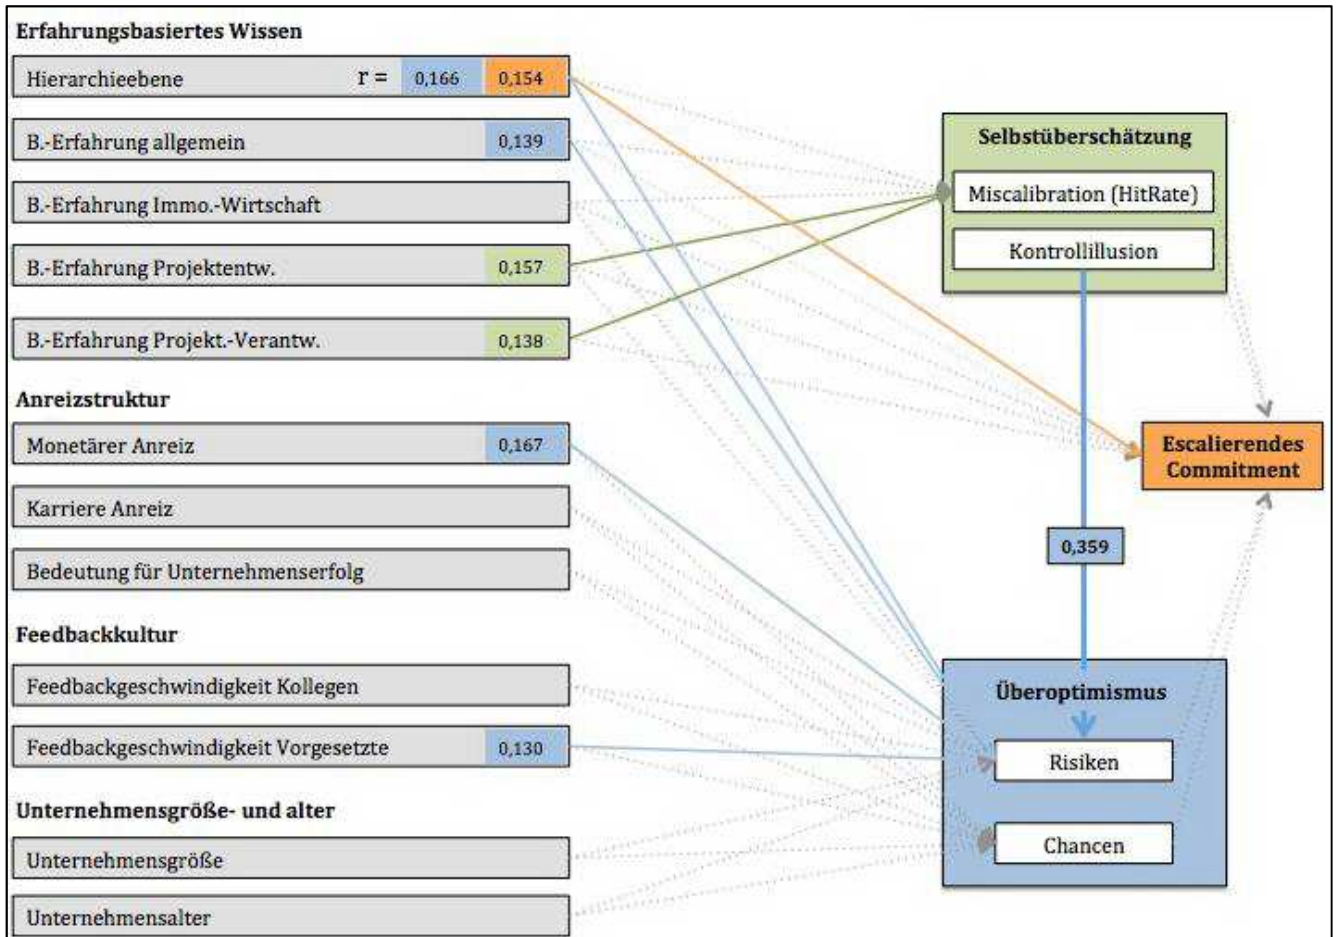 Erfahrungsbasiertes Wissen
Hierarchieebene r = 0,166 0,154
B.-Erfahrung allgemein 0,139
B.-Erfahrung Immo.-Wirtschaft
B.-Erfahrung Projektentw. 0,157
B.-Erfahrung Projekt.-Verantw. 0,138
Anreizstruktur
Monetärer Anreiz 0,167
Karriere Anreiz
Bedeutung für Unternehmenserfolg
Feedbackkultur
Feedbackgeschwindigkeit Kollegen
Feedbackgeschwindigkeit Vorgesetzte 0,130
Unternehmensgröße- und alter
Unternehmensgröße
Unternehmensalter
Selbstüberschätzung
Miscalibration (HitRate)
Kontrollillusion
Escalierendes
Commitment
0,359
Überoptimismus
Risiken
Chancen